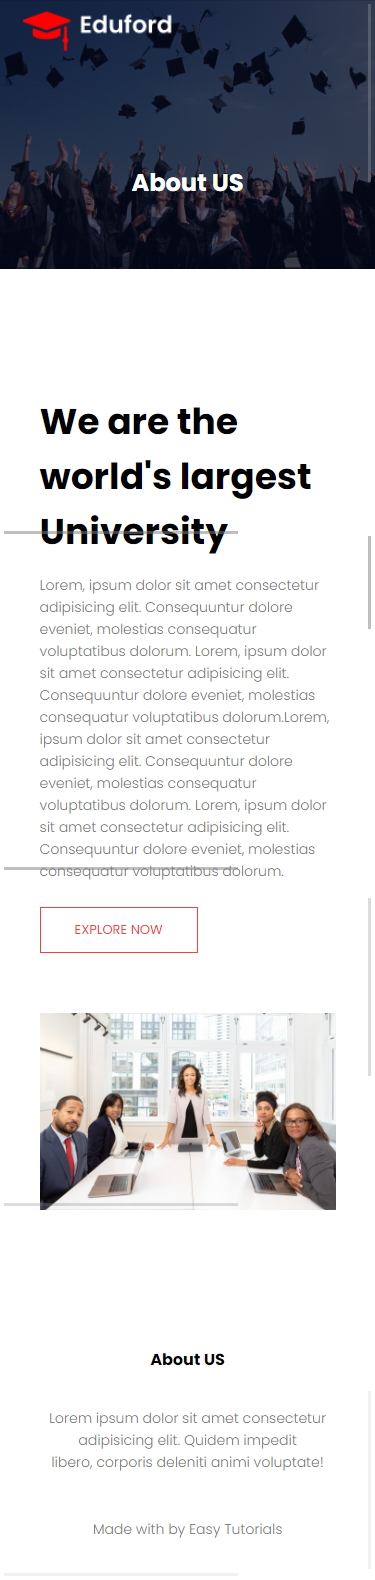 Eduford
About US
We are the
world's largest
University
Lorem, ipsum dolor sit amet consectetur
adipisicing elit. Consequuntur dolore
eveniet, molestias consequatur
voluptatibus dolorum. Lorem, ipsum dolor
sit amet consectetur adipisicing elit.
Consequuntur dolore eveniet, molestias
consequatur voluptatibus dolorum.Lorem,
ipsum dolor sit amet consectetur
adipisicing elit. Consequuntur dolore
eveniet, molestias consequatur
voluptatibus dolorum. Lorem, ipsum dolor
sit amet consectetur adipisicing elit.
Consequuntur dolore eveniet, molestias
consequatur voluptatibus dolorum.
EXPLORE NOW
About US
Lorem ipsum dolor sit amet consectetur
adipisicing elit. Quidem impedit
libero, corporis deleniti animi voluptate!
Made with by Easy Tutorials